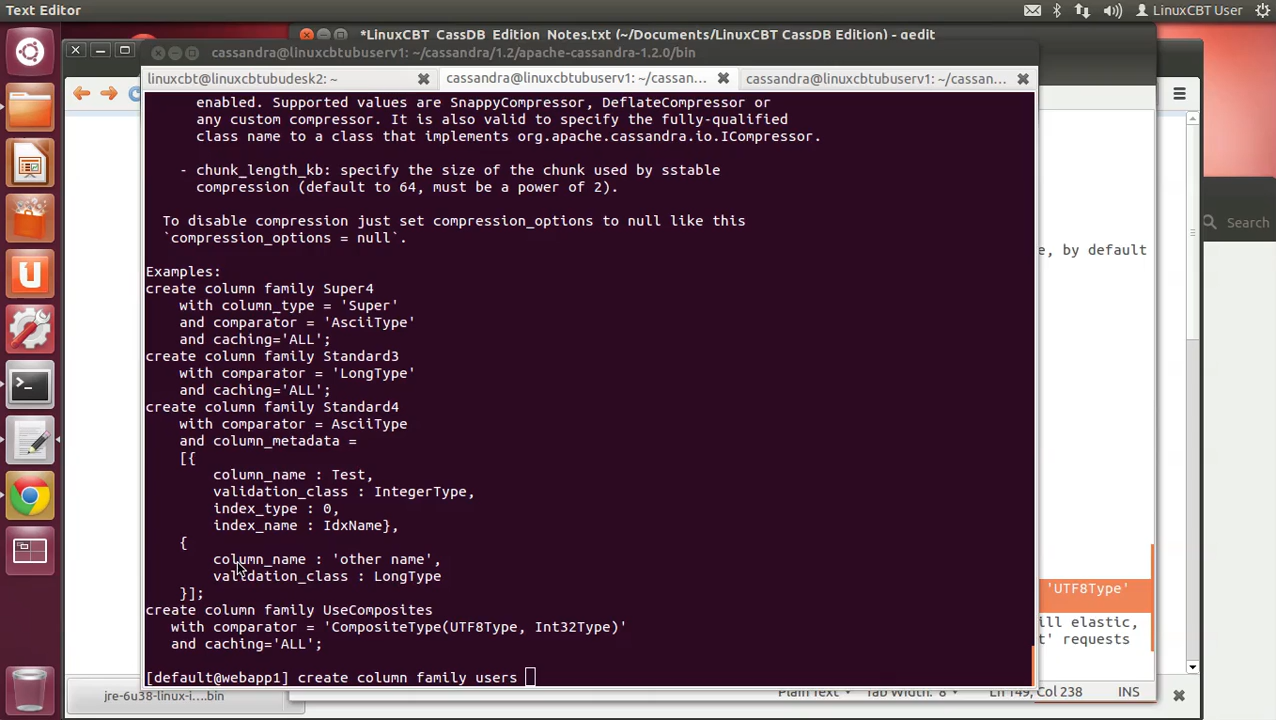 Text Editor
LinuxCBT User
*LinuxCBT_CassDB_Edition_Notes.txt (~/Documents/LinuxCBT CassDB Edition) - gedit
cassandra@linuxcbtubuserv1: ~/cassandra/1.2/apache-cassandra-1.2.0/bin
linuxcbt@linuxcbtubudesk2: ~
cassandra@linuxcbtubuserv1: ~/cassan...
cassandra@linuxcbtubuserv1: ~/cassan...
enabled. Supported values are SnappyCompressor, DeflateCompressor or
any custom compressor. It is also valid to specify the fully-qualified
class name to a class that implements org.apache.cassandra.io.ICompressor.
- chunk_length_kb: specify the size of the chunk used by sstable
compression (default to 64, must be a power of 2).
To disable compression just set compression_options to null like this
`compression_options = null`.
Examples:
create column family Super4
with column_type = 'Super'
and comparator = 'AsciiType'
and caching='ALL';
create column family Standard3
with comparator = 'LongType'
and caching='ALL';
create column family Standard4
with comparator = AsciiType
and column_metadata =
[{
column_name : Test,
validation_class : IntegerType,
index_type : 0,
index_name : IdxName},
{
column_name : 'other name',
validation_class : LongType
}];
create column family UseComposites
with comparator = 'CompositeType(UTF8Type, Int32Type)'
and caching='ALL';
[default@webapp1] create column family users
Search
e, by default
'UTF8Type'
ill elastic,
t' requests
jre-6u38-linux-i....bin
Plain Text
Tab Width: 8
Ln 149, Col 238
INS